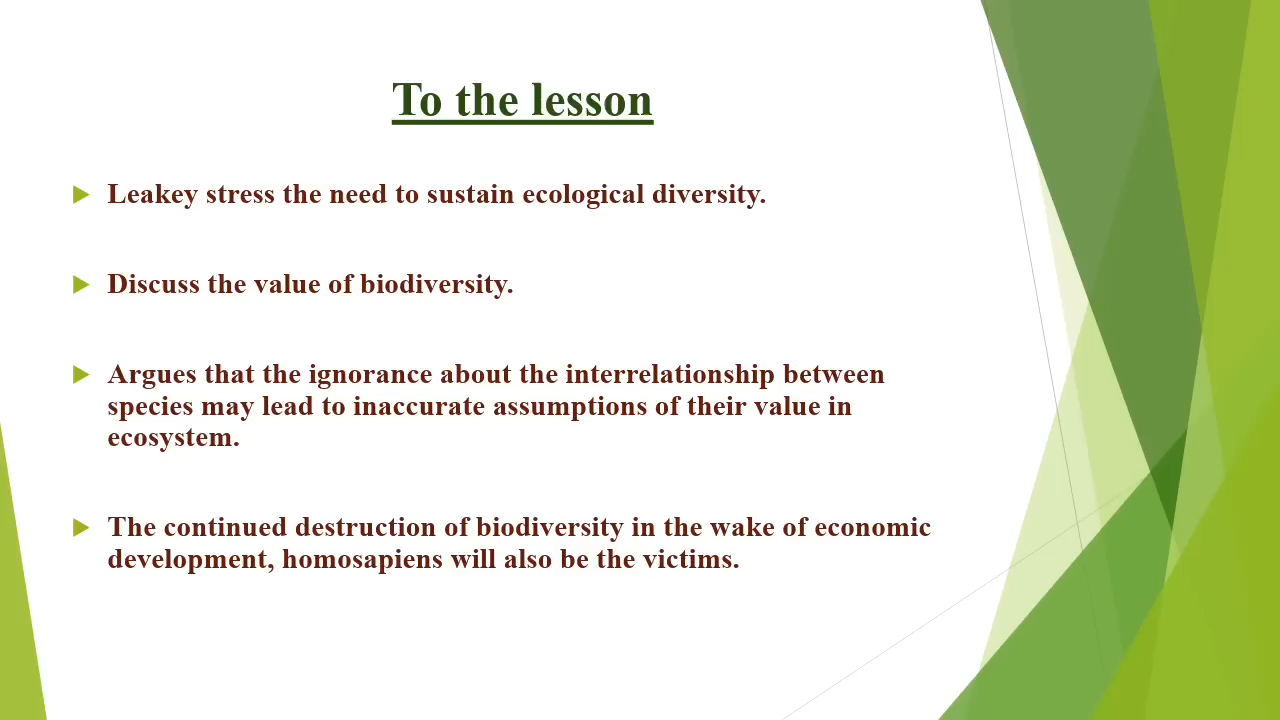 To the lesson
Leakey stress the need to sustain ecological diversity.
Discuss the value of biodiversity.
Argues that the ignorance about the interrelationship between
species may lead to inaccurate assumptions of their value in
ecosystem.
The continued destruction of biodiversity in the wake of economic
development, homosapiens will also be the victims.